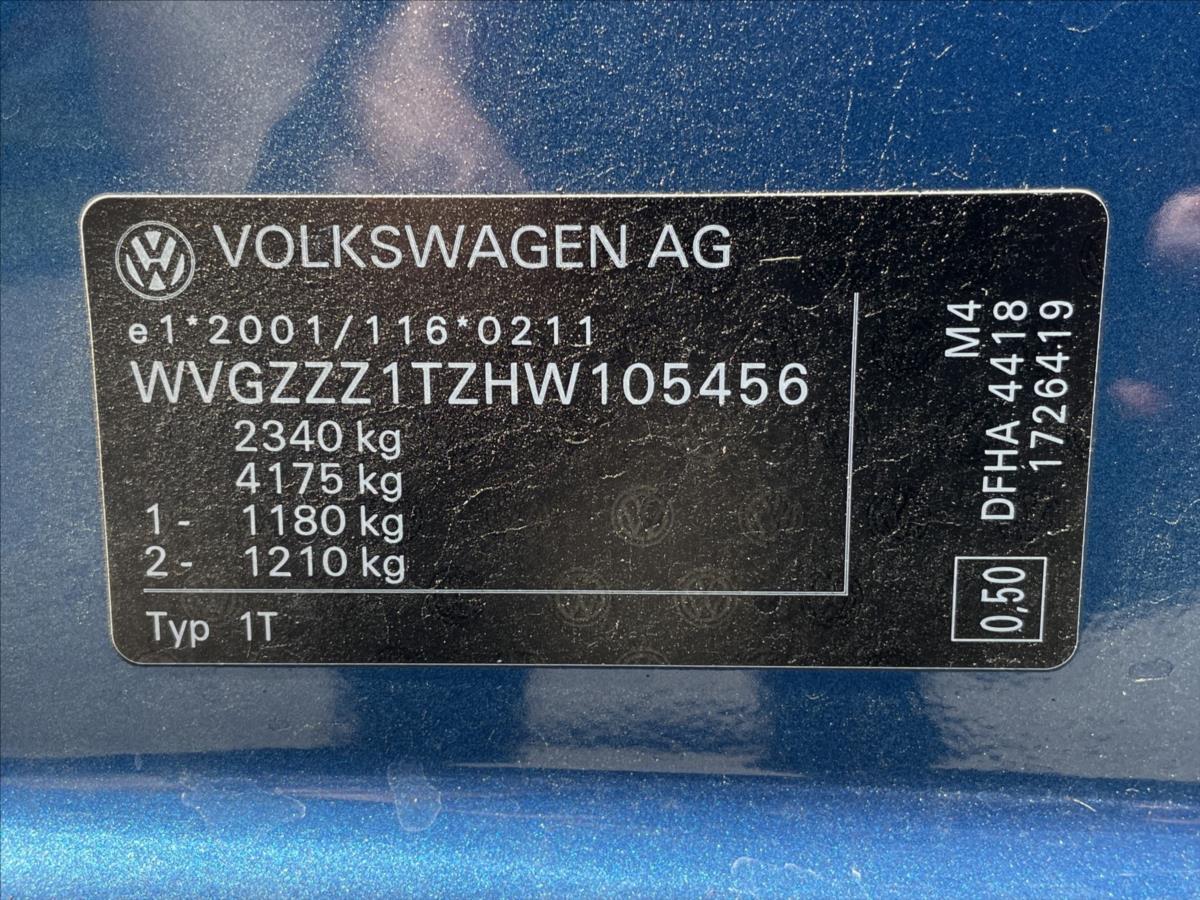 VOLKSWAGEN AG
e1*2001/116*0211
WVGZZZ1TZHW105456
2340 kg
4175 kg
1- 1180 kg
2- 1210 kg
Typ 1T
M4
DFHA 4418
1726419
0,50